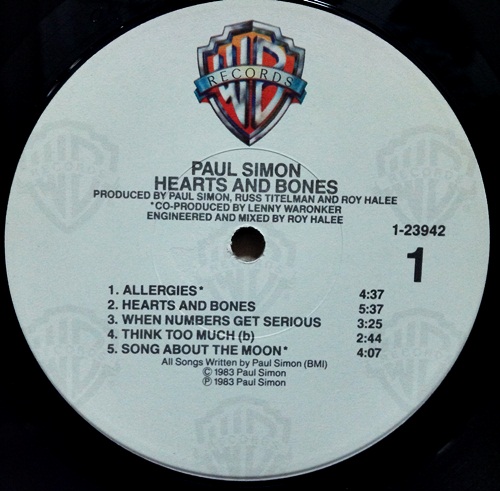 WB
RECORDS
PAUL SIMON
HEARTS AND BONES
PRODUCED BY PAUL SIMON, RUSS TITELMAN AND ROY HALEE
*CO-PRODUCED BY LENNY WARONKER
ENGINEERED AND MIXED BY ROY HALEE
1-23942
1
1. ALLERGIES* 4:37
2. HEARTS AND BONES 5:37
3. WHEN NUMBERS GET SERIOUS 3:25
4. THINK TOO MUCH (b) 2:44
5. SONG ABOUT THE MOON* 4:07
All Songs Written by Paul Simon (BMI)
© 1983 Paul Simon
℗ 1983 Paul Simon